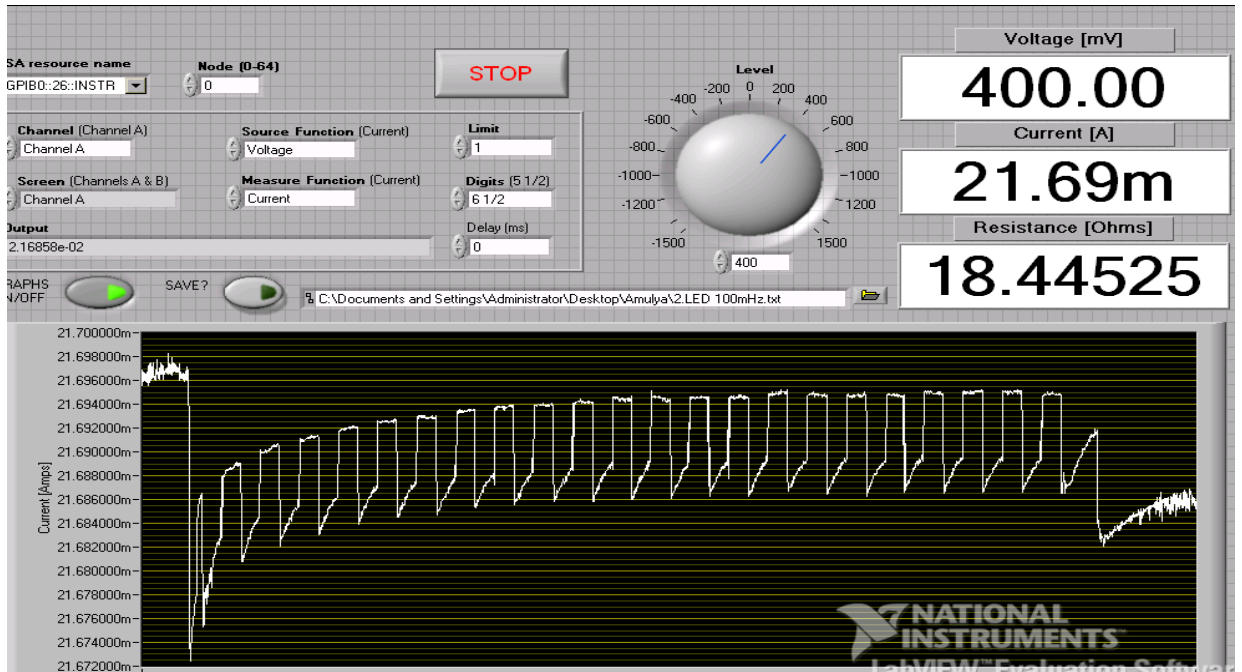 SA resource name
GPIB0::26::INSTR
Node (0-64)
0
STOP
Channel (Channel A)
Channel A
Source Function (Current)
Voltage
Limit
1
Screen (Channels A & B)
Channel A
Measure Function (Current)
Current
Digits (5 1/2)
6 1/2
Output
2.16858e-02
Delay (ms)
0
Level
-1500
-1200
-1000
-800
-600
-400
-200
0
200
400
600
800
1000
1200
1500
400
Voltage [mV]
400.00
Current [A]
21.69m
Resistance [Ohms]
18.44525
RAPHS
N/OFF
SAVE?
C:\Documents and Settings\Administrator\Desktop\Amulya\2.LED 100mHz.txt
21.700000m
21.698000m
21.696000m
21.694000m
21.692000m
21.690000m
21.688000m
21.686000m
21.684000m
21.682000m
21.680000m
21.678000m
21.676000m
21.674000m
21.672000m
Current [Amps]
NATIONAL
INSTRUMENTS
LabVIEW™ Evaluation Softwar